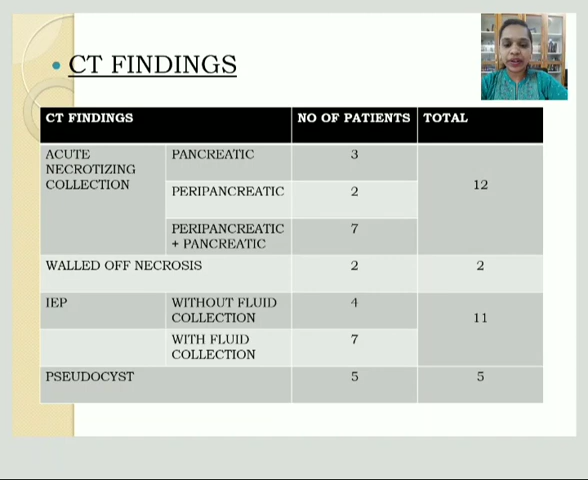 CT FINDINGS
CT FINDINGS NO OF PATIENTS TOTAL
ACUTE NECROTIZING COLLECTION PANCREATIC 3 12
PERIPANCREATIC 2
PERIPANCREATIC + PANCREATIC 7
WALLED OFF NECROSIS 2 2
IEP WITHOUT FLUID COLLECTION 4 11
WITH FLUID COLLECTION 7
PSEUDOCYST 5 5